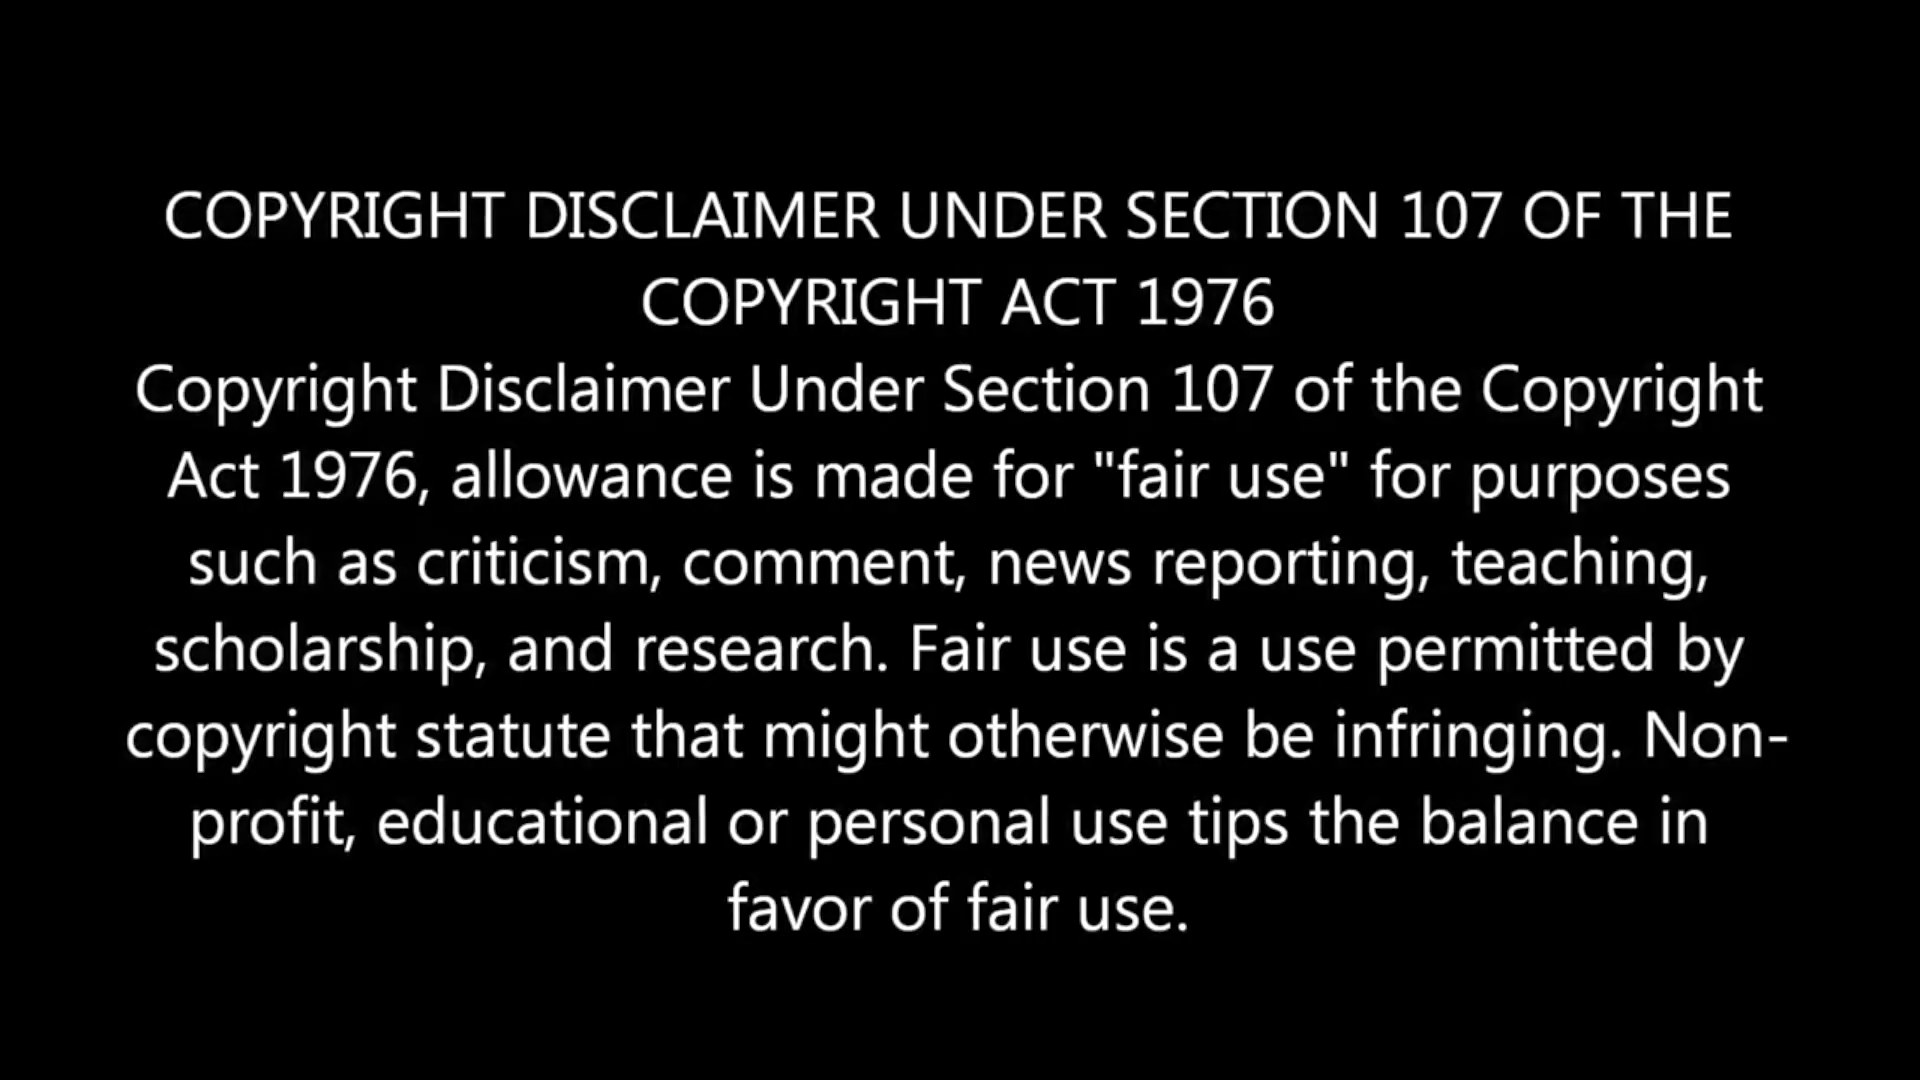 COPYRIGHT DISCLAIMER UNDER SECTION 107 OF THE
COPYRIGHT ACT 1976
Copyright Disclaimer Under Section 107 of the Copyright
Act 1976, allowance is made for "fair use" for purposes
such as criticism, comment, news reporting, teaching,
scholarship, and research. Fair use is a use permitted by
copyright statute that might otherwise be infringing. Non-
profit, educational or personal use tips the balance in
favor of fair use.